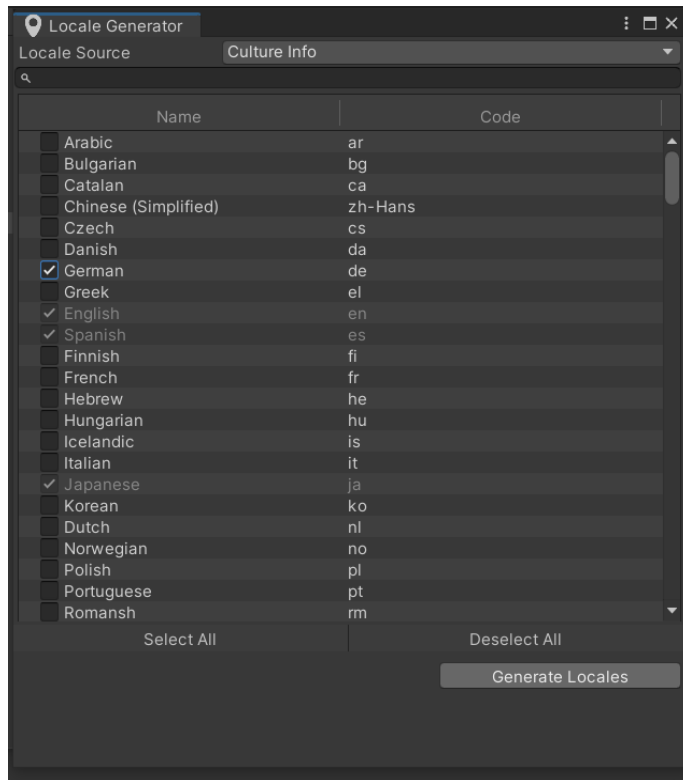 Locale Generator
Locale Source Culture Info
Name Code
Arabic ar
Bulgarian bg
Catalan ca
Chinese (Simplified) zh-Hans
Czech cs
Danish da
German de
Greek el
English en
Spanish es
Finnish fi
French fr
Hebrew he
Hungarian hu
Icelandic is
Italian it
Japanese ja
Korean ko
Dutch nl
Norwegian no
Polish pl
Portuguese pt
Romansh rm
Select All Deselect All
Generate Locales